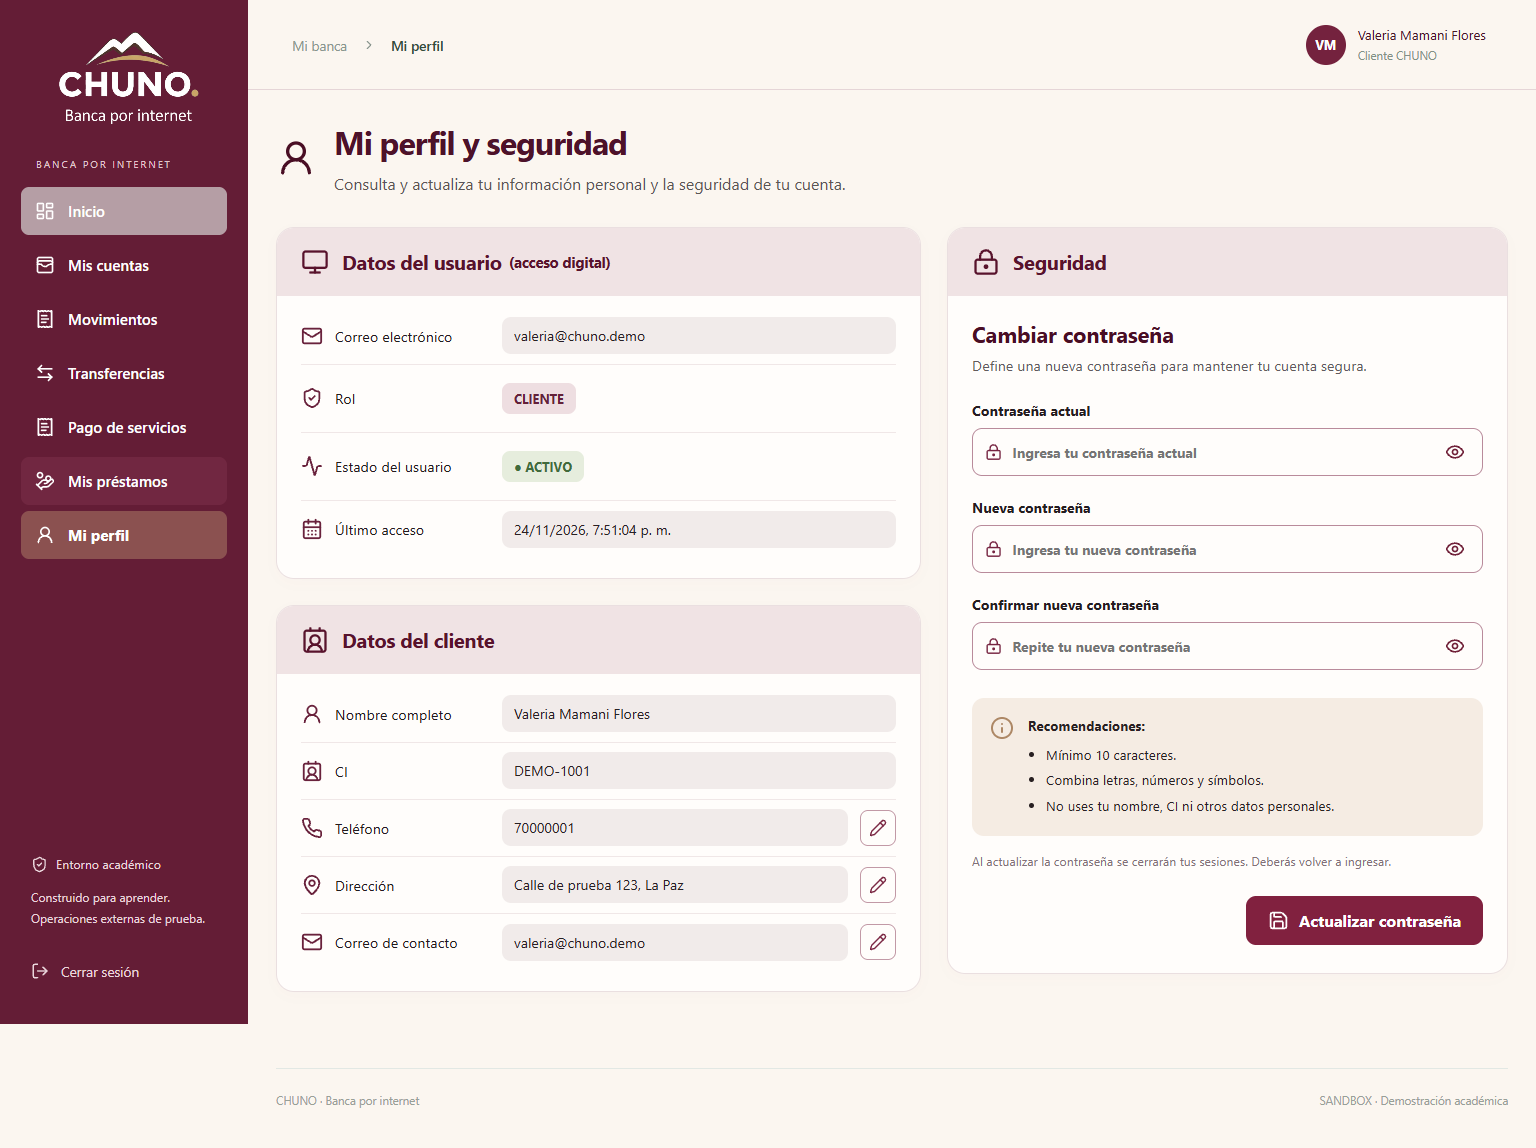 CHUNO.
Banca por internet
BANCA POR INTERNET
Inicio
Mis cuentas
Movimientos
Transferencias
Pago de servicios
Mis préstamos
Mi perfil
Entorno académico
Construido para aprender.
Operaciones externas de prueba.
Cerrar sesión
Mi banca > Mi perfil
VM
Valeria Mamani Flores
Cliente CHUNO
Mi perfil y seguridad
Consulta y actualiza tu información personal y la seguridad de tu cuenta.
Datos del usuario (acceso digital)
Correo electrónico valeria@chuno.demo
Rol CLIENTE
Estado del usuario • ACTIVO
Último acceso 24/11/2026, 7:51:04 p. m.
Datos del cliente
Nombre completo Valeria Mamani Flores
CI DEMO-1001
Teléfono 70000001
Dirección Calle de prueba 123, La Paz
Correo de contacto valeria@chuno.demo
Seguridad
Cambiar contraseña
Define una nueva contraseña para mantener tu cuenta segura.
Contraseña actual
Ingresa tu contraseña actual
Nueva contraseña
Ingresa tu nueva contraseña
Confirmar nueva contraseña
Repite tu nueva contraseña
Recomendaciones:
• Mínimo 10 caracteres.
• Combina letras, números y símbolos.
• No uses tu nombre, CI ni otros datos personales.
Al actualizar la contraseña se cerrarán tus sesiones. Deberás volver a ingresar.
Actualizar contraseña
CHUNO · Banca por internet
SANDBOX · Demostración académica